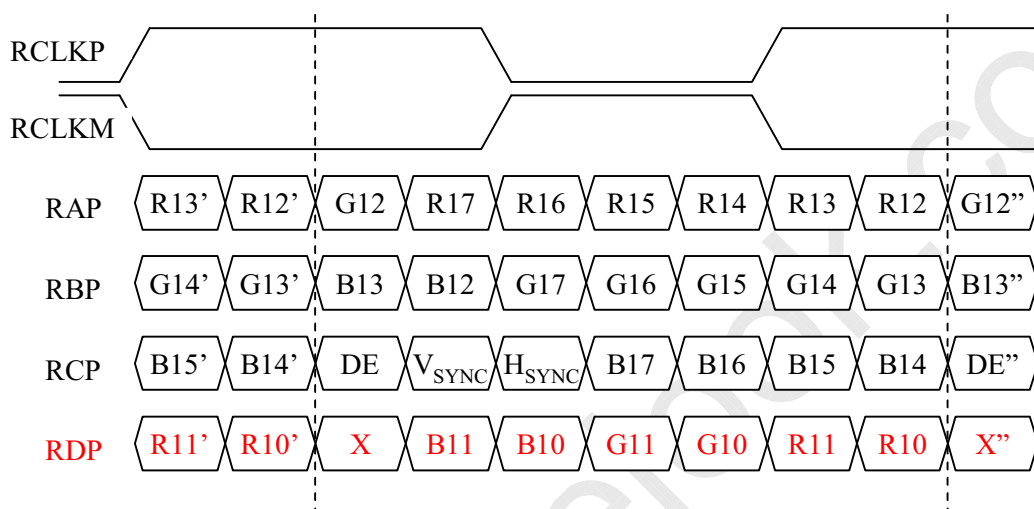 RCLKP
RCLKM
RAP R13’ R12’ G12 R17 R16 R15 R14 R13 R12 G12”
RBP G14’ G13’ B13 B12 G17 G16 G15 G14 G13 B13”
RCP B15’ B14’ DE VSYNC HSYNC B17 B16 B15 B14 DE”
RDP R11’ R10’ X B11 B10 G11 G10 R11 R10 X”